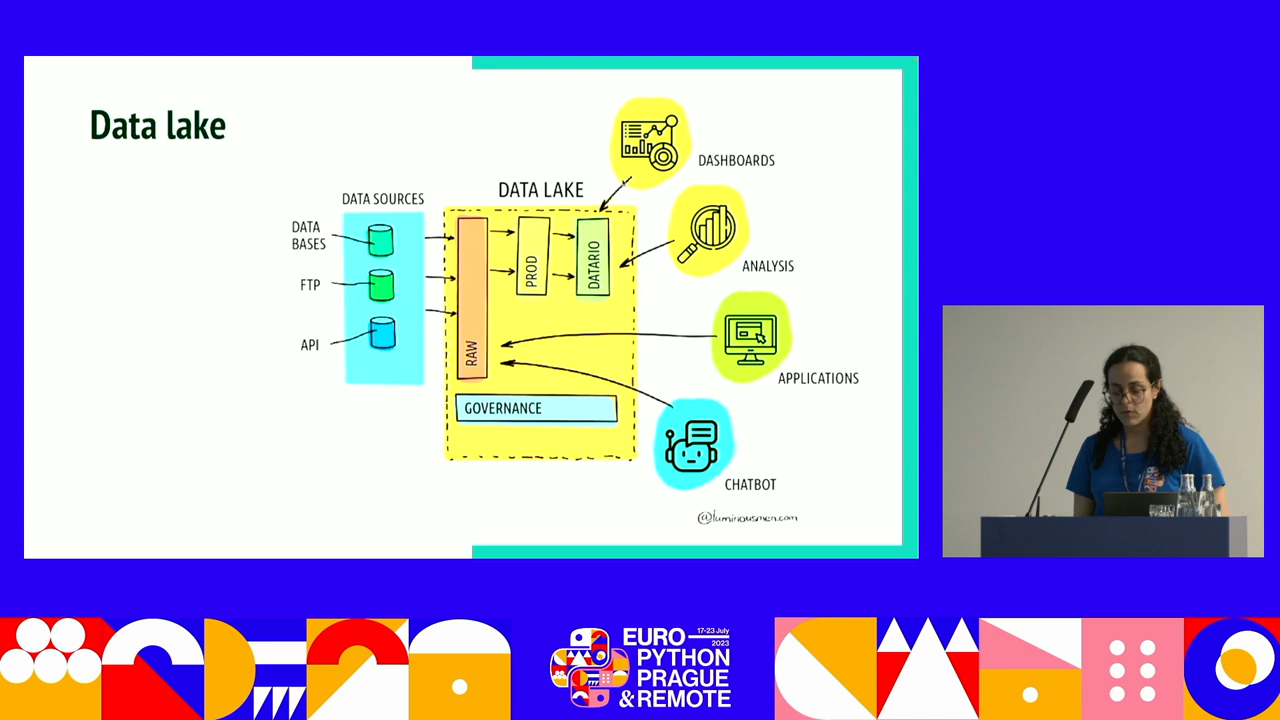 Data lake
DATA SOURCES
DATA
BASES
FTP
API
DATA LAKE
RAW
PROD
DATARIO
GOVERNANCE
DASHBOARDS
ANALYSIS
APPLICATIONS
CHATBOT
@luminousmen.com
EURO
17-23 July
2023
PYTHON
PRAGUE
& REMOTE